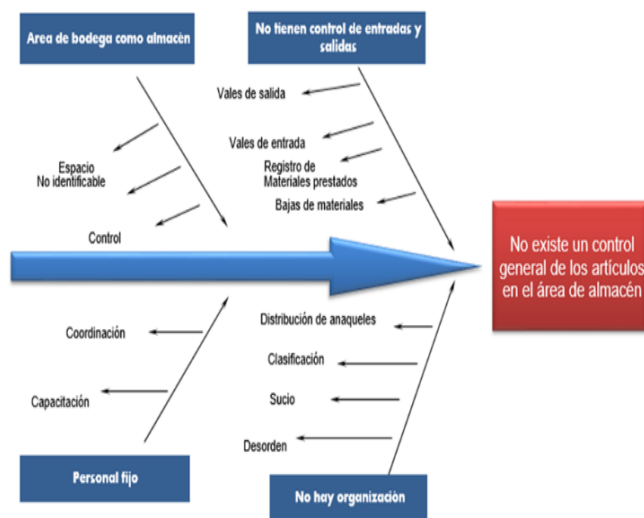 Area de bodega como almacén
No tienen control de entradas y
salidas
Vales de salida
Vales de entrada
Registro de
Materiales prestados
Bajas de materiales
Espacio
No identificable
Control
No existe un control
general de los artículos
en el área de almacén
Coordinación
Capacitación
Distribución de anaqueles
Clasificación
Sucio
Desorden
Personal fijo
No hay organización